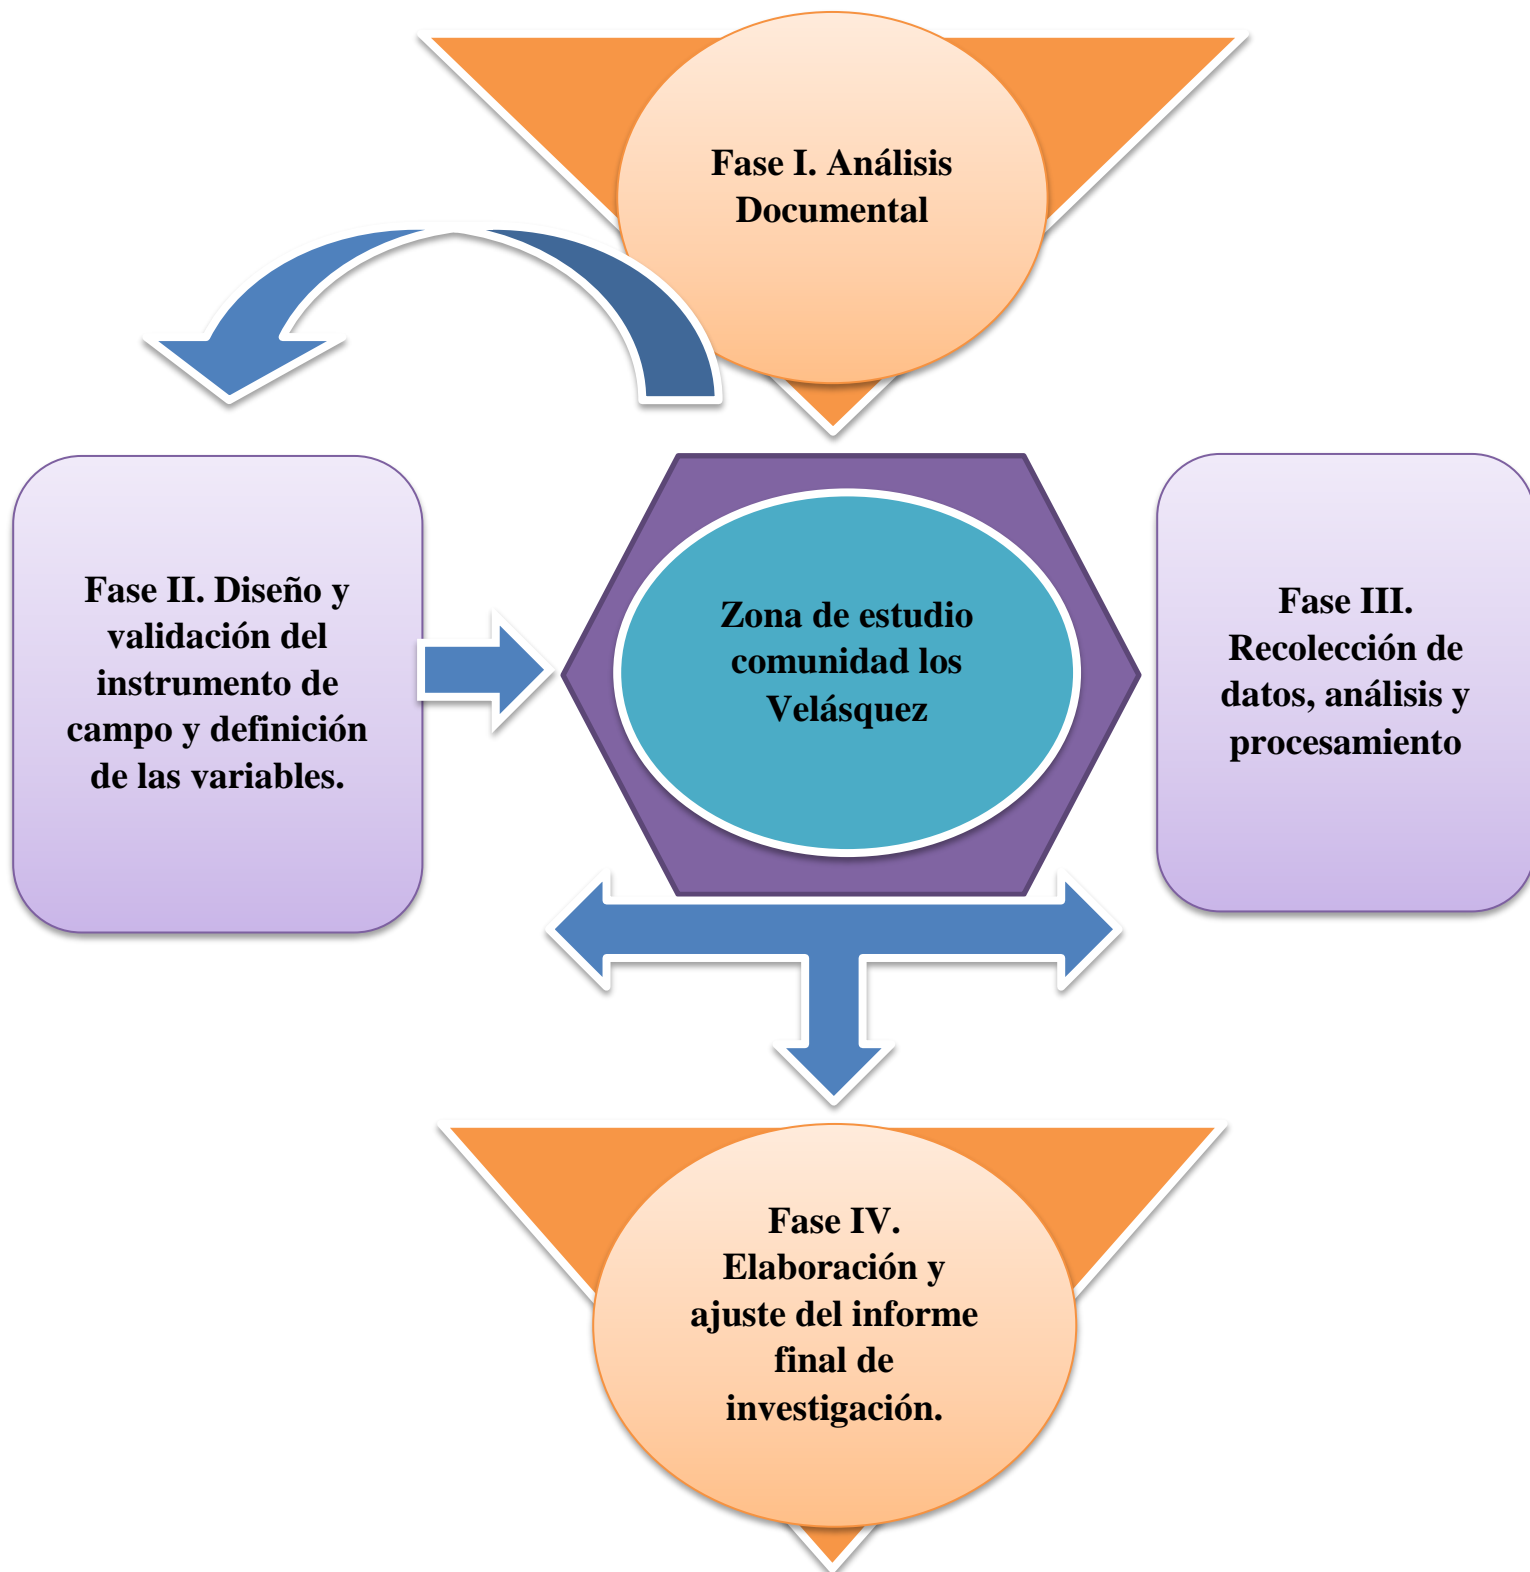 Fase I. Análisis
Documental
Fase II. Diseño y
validación del
instrumento de
campo y definición
de las variables.
Zona de estudio
comunidad los
Velásquez
Fase III.
Recolección de
datos, análisis y
procesamiento
Fase IV.
Elaboración y
ajuste del informe
final de
investigación.